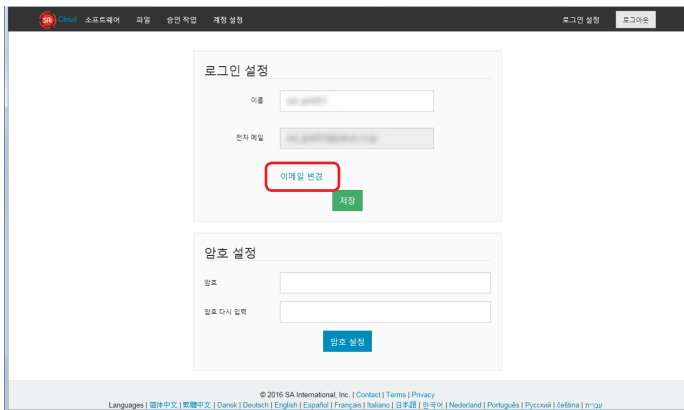 SAi Cloud 소프트웨어 파일 승인 작업 계정 설정 로그인 설정 로그아웃
로그인 설정
이름
전자 메일
이메일 변경
저장
암호 설정
암호
암호 다시 입력
암호 설정
© 2016 SA International, Inc. | Contact | Terms | Privacy
Languages | 简体中文 | 繁體中文 | Dansk | Deutsch | English | Español | Français | Italiano | 日本語 | 한국어 | Nederland | Português | Русский | čeština | עברית